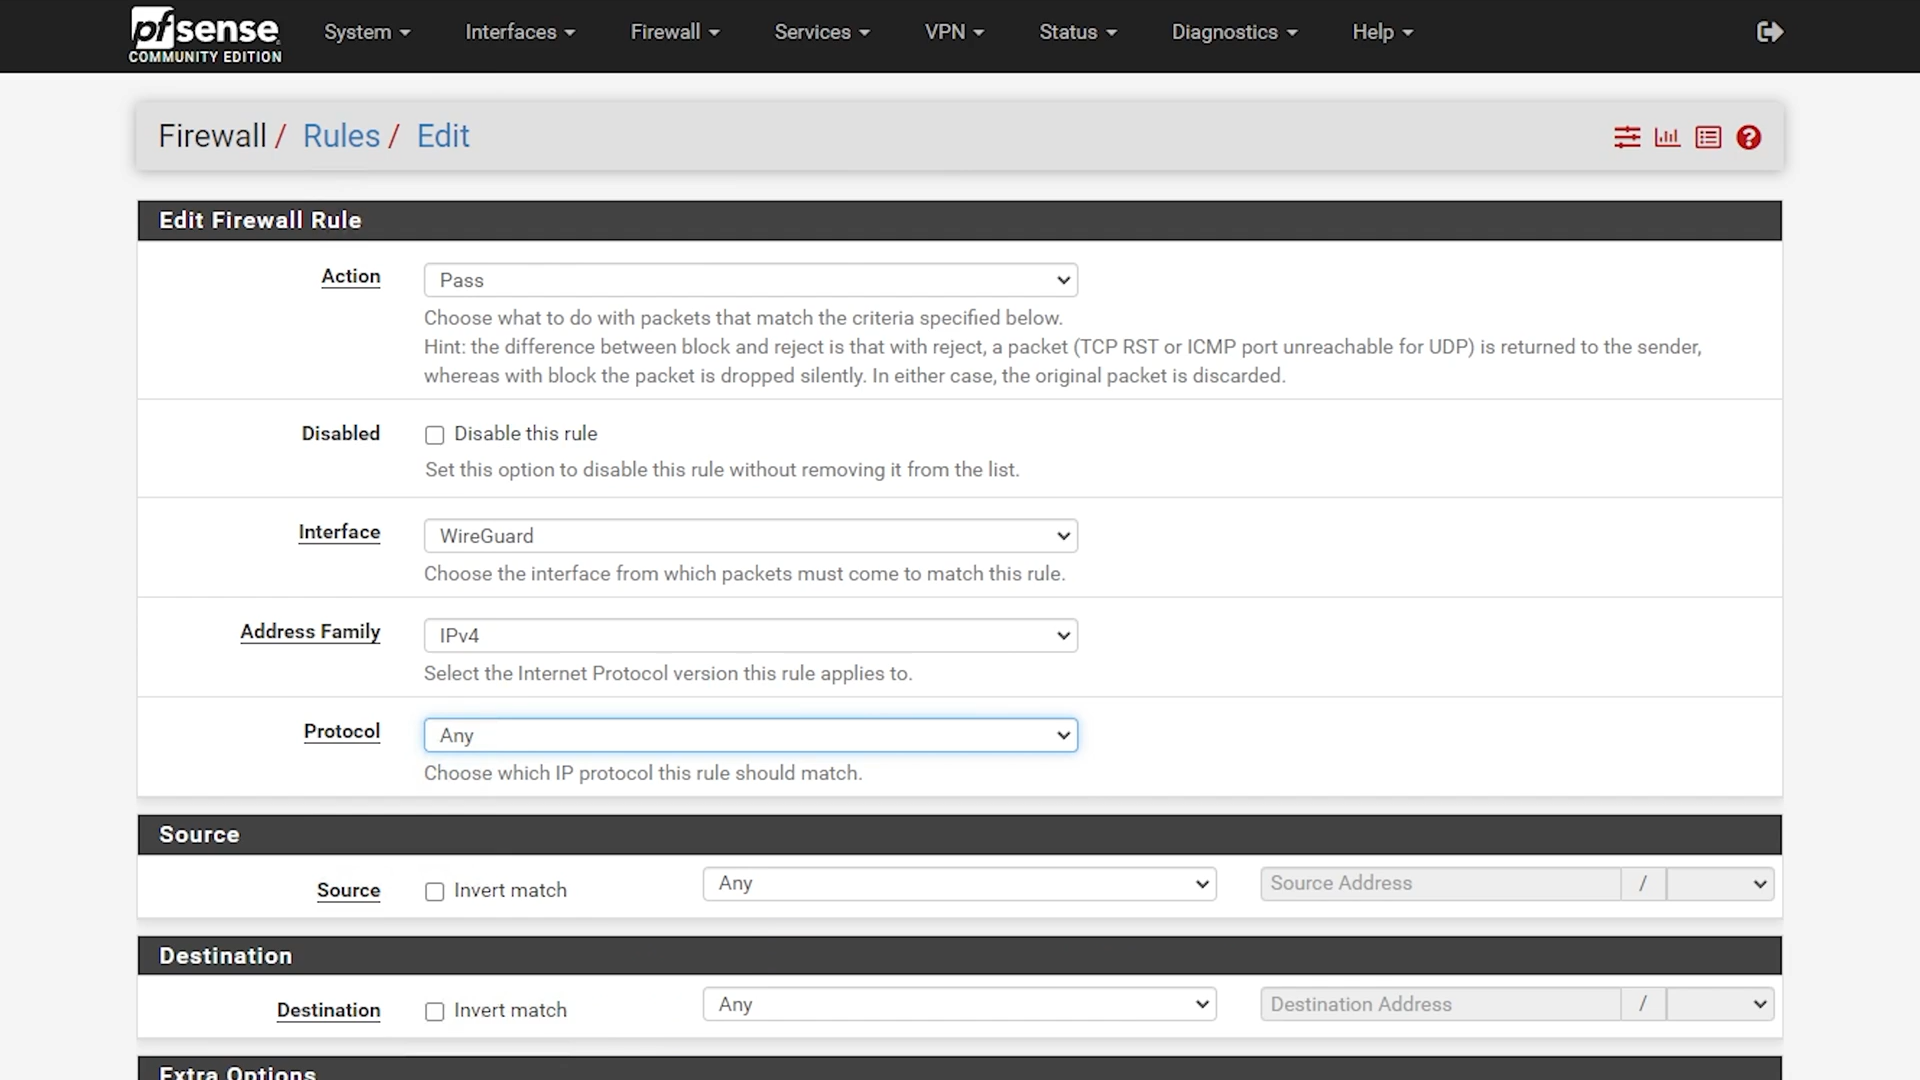 pfsense
COMMUNITY EDITION
System
Interfaces
Firewall
Services
VPN
Status
Diagnostics
Help
Firewall / Rules / Edit
Edit Firewall Rule
Action
Pass
Choose what to do with packets that match the criteria specified below.
Hint: the difference between block and reject is that with reject, a packet (TCP RST or ICMP port unreachable for UDP) is returned to the sender,
whereas with block the packet is dropped silently. In either case, the original packet is discarded.
Disabled
Disable this rule
Set this option to disable this rule without removing it from the list.
Interface
WireGuard
Choose the interface from which packets must come to match this rule.
Address Family
IPv4
Select the Internet Protocol version this rule applies to.
Protocol
Any
Choose which IP protocol this rule should match.
Source
Source
Invert match
Any
Source Address
/
Destination
Destination
Invert match
Any
Destination Address
/
Extra Options